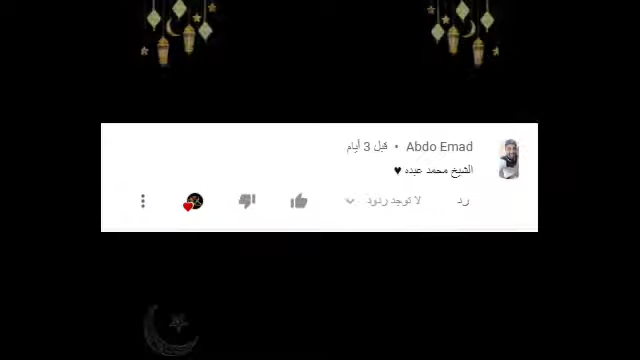 Abdo Emad • قبل 3 أيام
الشيخ محمد عبده ♥
رد لا توجد ردود